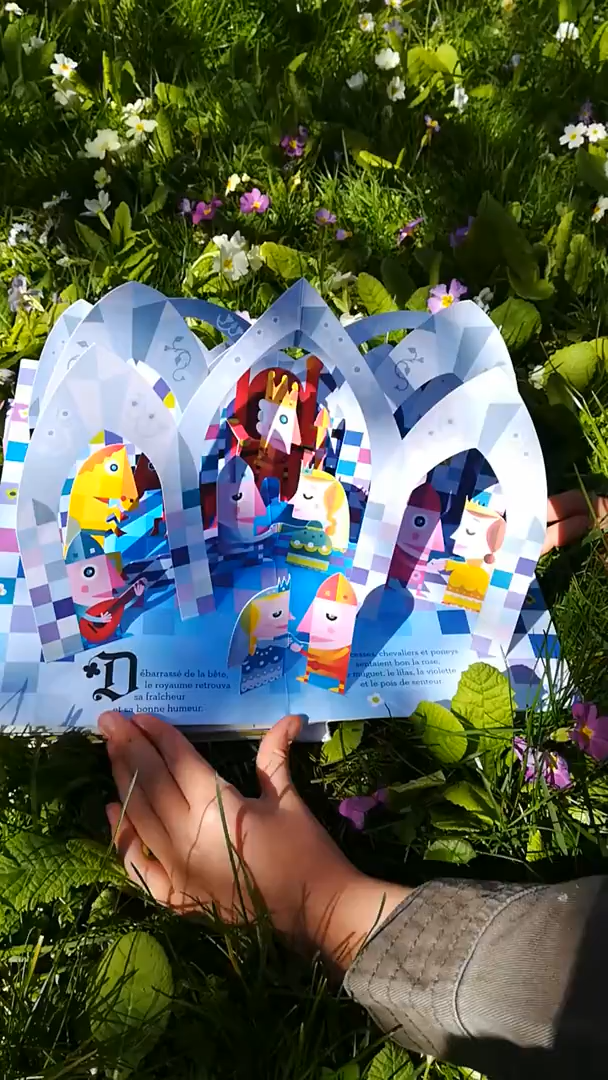 Débarrassé de la bête,
le royaume retrouva
sa fraîcheur
et sa bonne humeur.
chevaliers et poneys
sentaient bon la rose,
muguet, le lilas, la violette
et le pois de senteur.